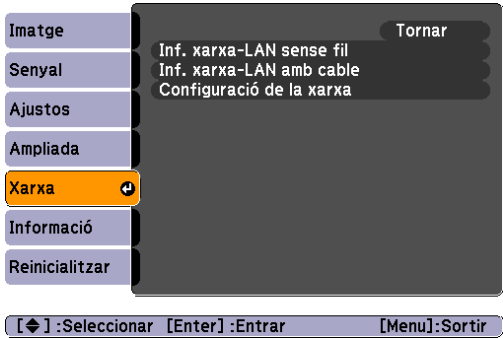 Imatge
Senyal
Ajustos
Ampliada
Xarxa
Informació
Reinicialitzar
Tornar
Inf. xarxa-LAN sense fil
Inf. xarxa-LAN amb cable
Configuració de la xarxa
[◆] :Seleccionar [Enter] :Entrar [Menu]:Sortir